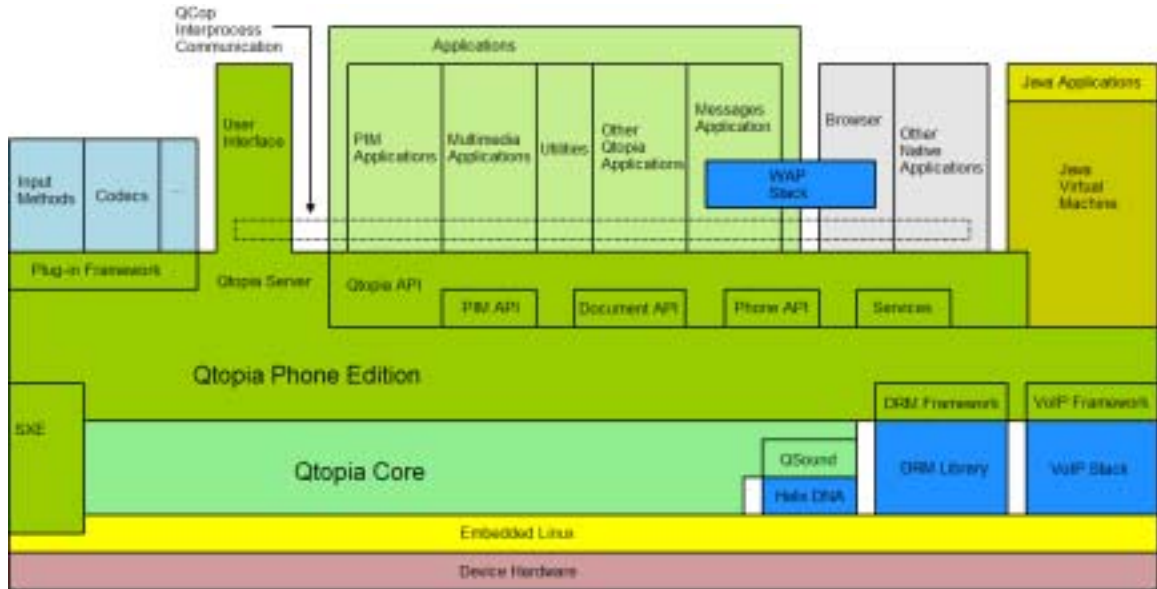 QCop
Interprocess
Communication
Applications
User
Interface
PIM
Applications
Multimedia
Applications
Utilities
Other
Qtopia
Applications
Messages
Application
Browser
Other
Native
Applications
Java Applications
Java
Virtual
Machine
WAP
Stack
Input
Methods
Codecs
...
Plug-in Framework
Qtopia Server
Qtopia API
PIM API
Document API
Phone API
Services
Qtopia Phone Edition
SXE
DRM Framework
VoIP Framework
Qtopia Core
QSound
Helix DNA
DRM Library
VoIP Stack
Embedded Linux
Device Hardware